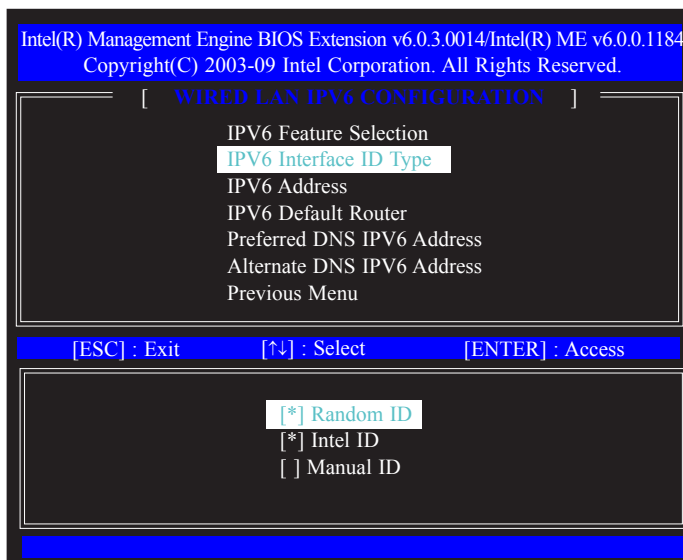 Intel(R) Management Engine BIOS Extension v6.0.3.0014/Intel(R) ME v6.0.0.1184
Copyright(C) 2003-09 Intel Corporation. All Rights Reserved.
[ WIRED LAN IPV6 CONFIGURATION ]
IPV6 Feature Selection
IPV6 Interface ID Type
IPV6 Address
IPV6 Default Router
Preferred DNS IPV6 Address
Alternate DNS IPV6 Address
Previous Menu
[ESC] : Exit [↑↓] : Select [ENTER] : Access
[*] Random ID
[*] Intel ID
[ ] Manual ID